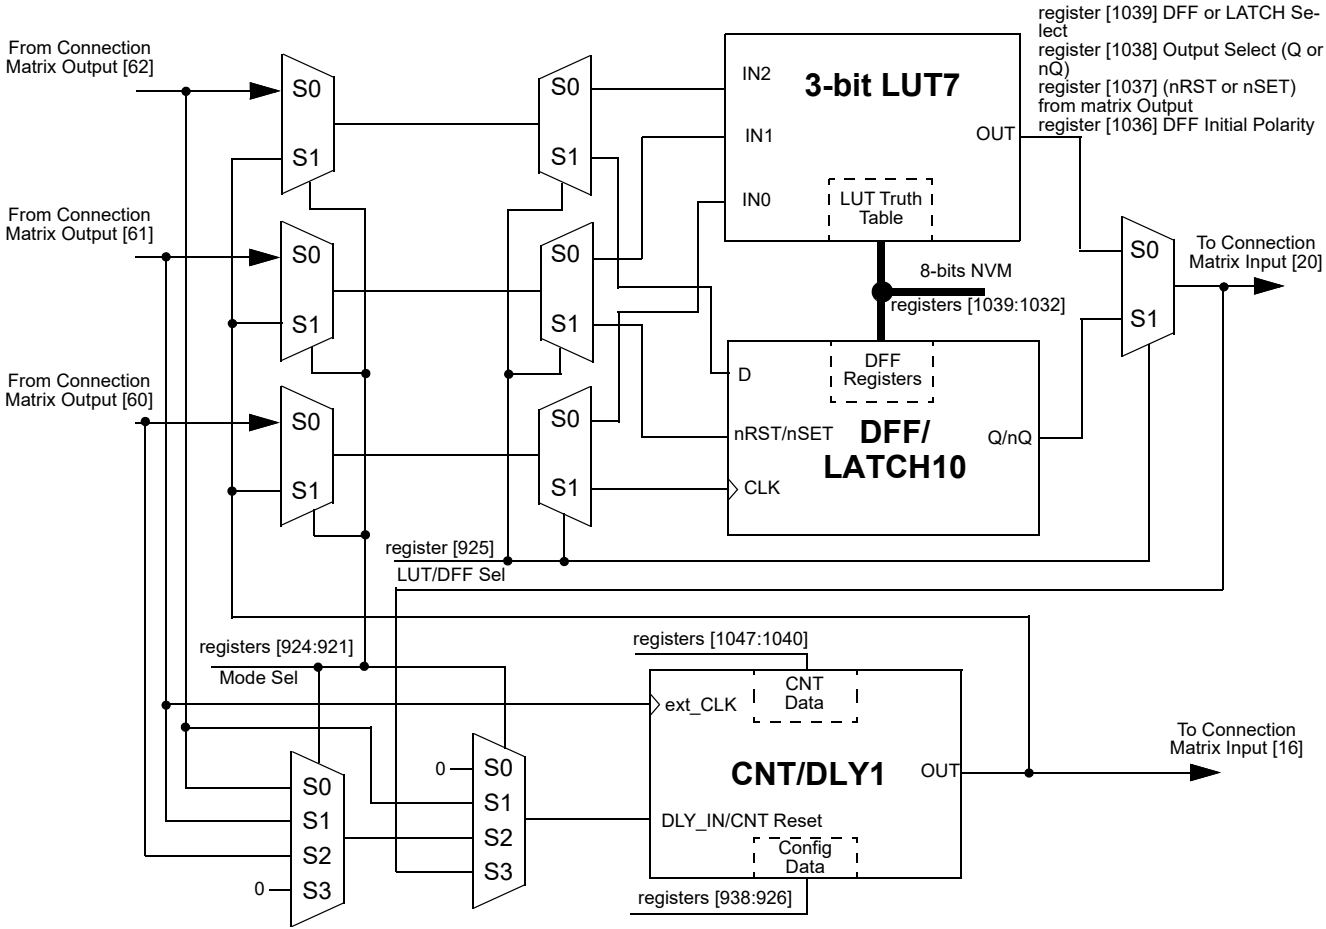 register [1039] DFF or LATCH Se-
lect
register [1038] Output Select (Q or
nQ)
register [1037] (nRST or nSET)
from matrix Output
register [1036] DFF Initial Polarity
From Connection
Matrix Output [62]
S0
S1
S0
S1
IN2
3-bit LUT7
IN1
OUT
IN0
LUT Truth
Table
From Connection
Matrix Output [61]
S0
S1
S0
S1
8-bits NVM
registers [1039:1032]
S0
S1
To Connection
Matrix Input [20]
From Connection
Matrix Output [60]
S0
S1
S0
S1
DFF
Registers
D
nRST/nSET
DFF/
LATCH10
Q/nQ
CLK
register [925]
LUT/DFF Sel
registers [924:921]
Mode Sel
registers [1047:1040]
CNT
Data
ext_CLK
CNT/DLY1
OUT
To Connection
Matrix Input [16]
DLY_IN/CNT Reset
Config
Data
registers [938:926]
0
S0
S1
S2
S3
S0
S1
S2
0
S3